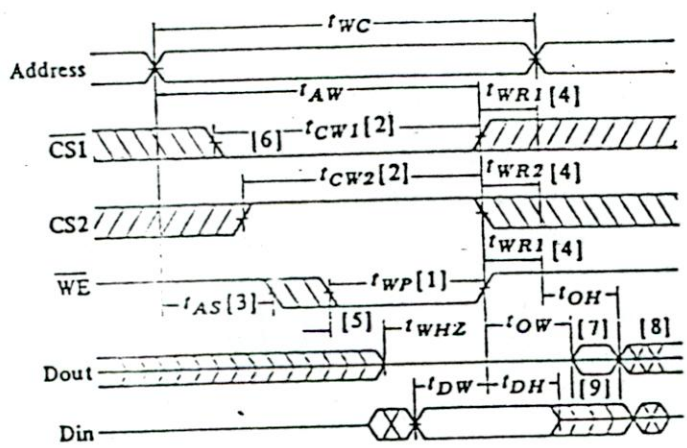 tWC
Address
tAW
tWR1 [4]
CS1
[6]
tCW1 [2]
tCW2 [2]
tWR2 [4]
CS2
tWR1 [4]
WE
tWP [1]
tAS [3]
tOH
[5]
tWHZ
tOW
[7]
[8]
Dout
tDW
tDH
[9]
Din